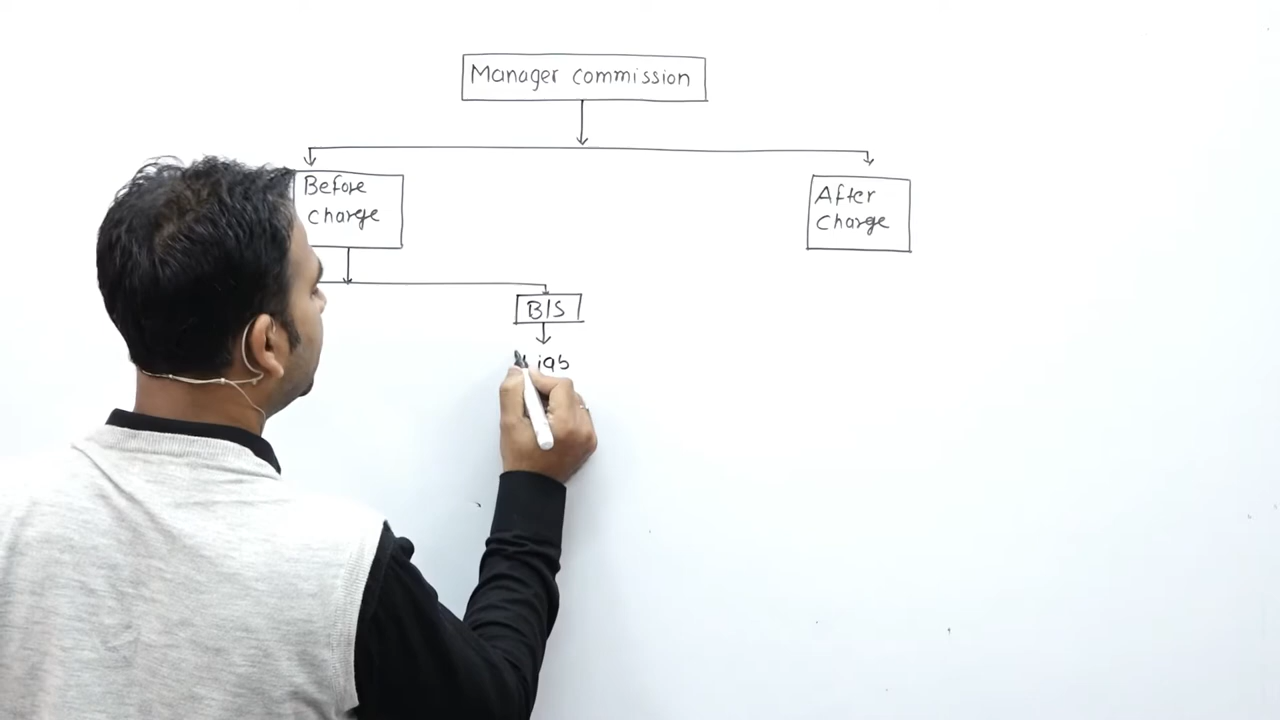 Manager commission
Before
charge
After
Charge
B/S